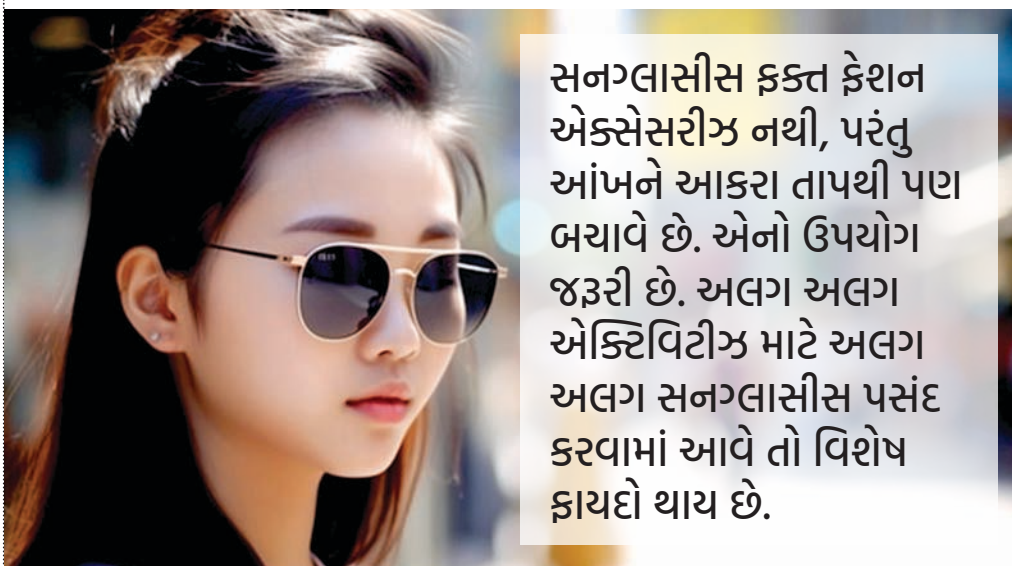 સનગ્લાસીસ ફક્ત ફેશન
એક્સેસરીઝ નથી, પરંતુ
આંખને આકરા તાપથી પણ
બચાવે છે. એનો ઉપયોગ
જરૂરી છે. અલગ અલગ
એક્ટિવિટીઝ માટે અલગ
અલગ સનગ્લાસીસ પસંદ
કરવામાં આવે તો વિશેષ
ફાયદો થાય છે.